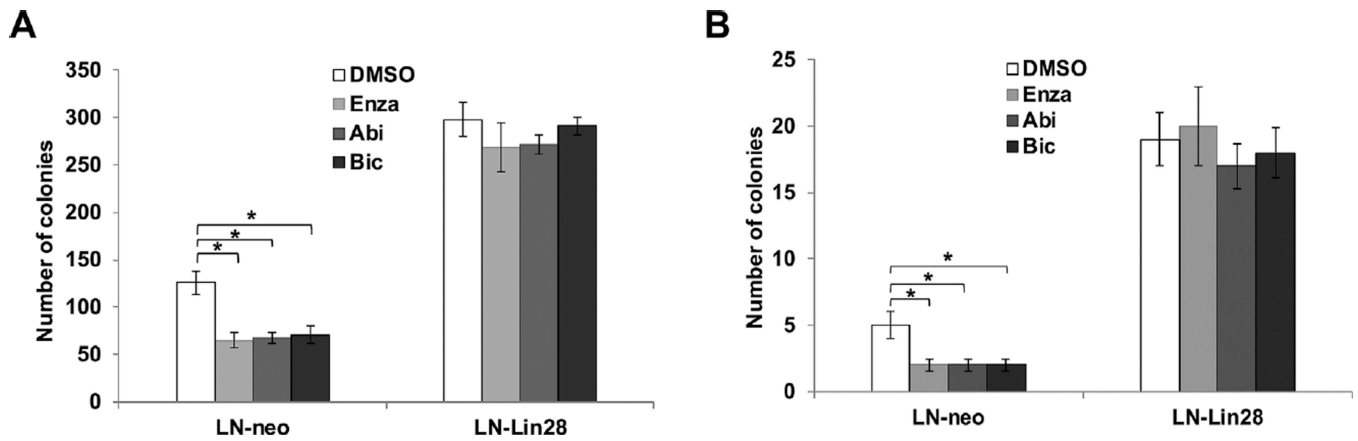 A
Number of colonies
350
300
250
200
150
100
50
0
DMSO
Enza
Abi
Bic
*
*
*
LN-neo
LN-Lin28
B
Number of colonies
25
20
15
10
5
0
DMSO
Enza
Abi
Bic
*
*
*
LN-neo
LN-Lin28